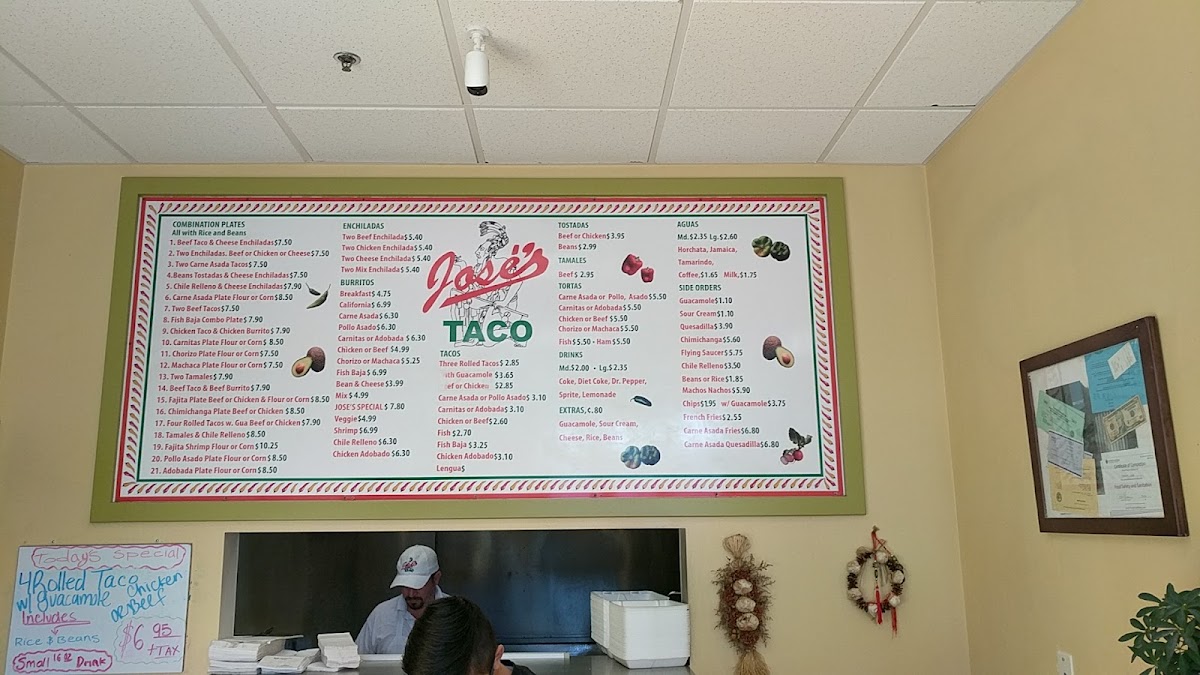 COMBINATION PLATES
All with Rice and Beans
1. Beef Taco & Cheese Enchiladas $7.50
2. Two Enchiladas. Beef or Chicken or Cheese $7.50
3. Two Carne Asada Tacos $7.50
4.Beans Tostadas & Cheese Enchiladas $7.50
5. Chile Relleno & Cheese Enchiladas $7.90
6. Carne Asada Plate Flour or Corn $8.50
7. Two Beef Tacos $7.50
8. Fish Baja Combo Plate $7.90
9. Chicken Taco & Chicken Burrito $7.90
10. Carnitas Plate Flour or Corn $8.50
11. Chorizo Plate Flour or Corn $7.50
12. Machaca Plate Flour or Corn $7.50
13. Two Tamales $7.90
14. Beef Taco & Beef Burrito $7.90
15. Fajita Plate Beef or Chicken & Flour or Corn $8.50
16. Chimichanga Plate Beef or Chicken $8.50
17. Four Rolled Tacos w. Gua Beef or Chicken $7.90
18. Tamales & Chile Relleno $8.50
19. Fajita Shrimp Flour or Corn $10.25
20. Pollo Asado Plate Flour or Corn $8.50
21. Adobada Plate Flour or Corn $8.50
ENCHILADAS
Two Beef Enchiladas $5.40
Two Chicken Enchiladas $5.40
Two Cheese Enchiladas $5.40
Two Mix Enchiladas $5.40
BURRITOS
Breakfast $4.75
California $6.99
Carne Asada $6.30
Pollo Asado $6.30
Carnitas or Adobada $6.30
Chicken or Beef $4.99
Chorizo or Machaca $5.25
Fish Baja $6.99
Bean & Cheese $3.99
Mix $4.99
JOSE'S SPECIAL $7.80
Veggie $4.99
Shrimp $6.99
Chile Relleno $6.30
Chicken Adobado $6.30
José's
TACO
TACOS
Three Rolled Tacos $2.85
with Guacamole $3.65
Beef or Chicken $2.85
Carne Asada or Pollo Asado $3.10
Carnitas or Adobada $3.10
Chicken or Beef $2.60
Fish $2.70
Fish Baja $3.25
Chicken Adobado $3.10
Lengua $
TOSTADAS
Beef or Chicken $3.95
Beans $2.99
TAMALES
Beef $2.95
TORTAS
Carne Asada or Pollo, Asado $5.50
Carnitas or Adobada $5.50
Chicken or Beef $5.50
Chorizo or Machaca $5.50
Fish $5.50 - Ham $5.50
DRINKS
Md.$2.00 - Lg.$2.35
Coke, Diet Coke, Dr. Pepper,
Sprite, Lemonade
EXTRAS, ¢.80
Guacamole, Sour Cream,
Cheese, Rice, Beans
AGUAS
Md.$2.35 Lg.$2.60
Horchata, Jamaica,
Tamarindo,
Coffee,$1.65 Milk,$1.75
SIDE ORDERS
Guacamole $1.10
Sour Cream $1.10
Quesadilla $3.90
Chimichanga $5.60
Flying Saucer $5.75
Chile Relleno $3.50
Beans or Rice $1.85
Machos Nachos $5.90
Chips $1.95 w/ Guacamole $3.75
French Fries $2.55
Carne Asada Fries $6.80
Carne Asada Quesadilla $6.80
Todays Special
4 Rolled Taco
w/ guacamole Chicken
or Beef
Includes
Rice & Beans
Small 16 oz Drink
$6.95
+TAX